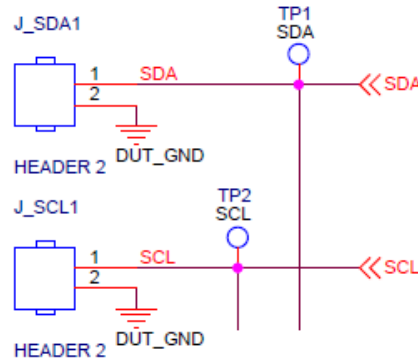 J_SDA1
TP1
SDA
1
SDA
SDA
2
DUT_GND
HEADER 2
J_SCL1
TP2
SCL
1
SCL
SCL
2
DUT_GND
HEADER 2